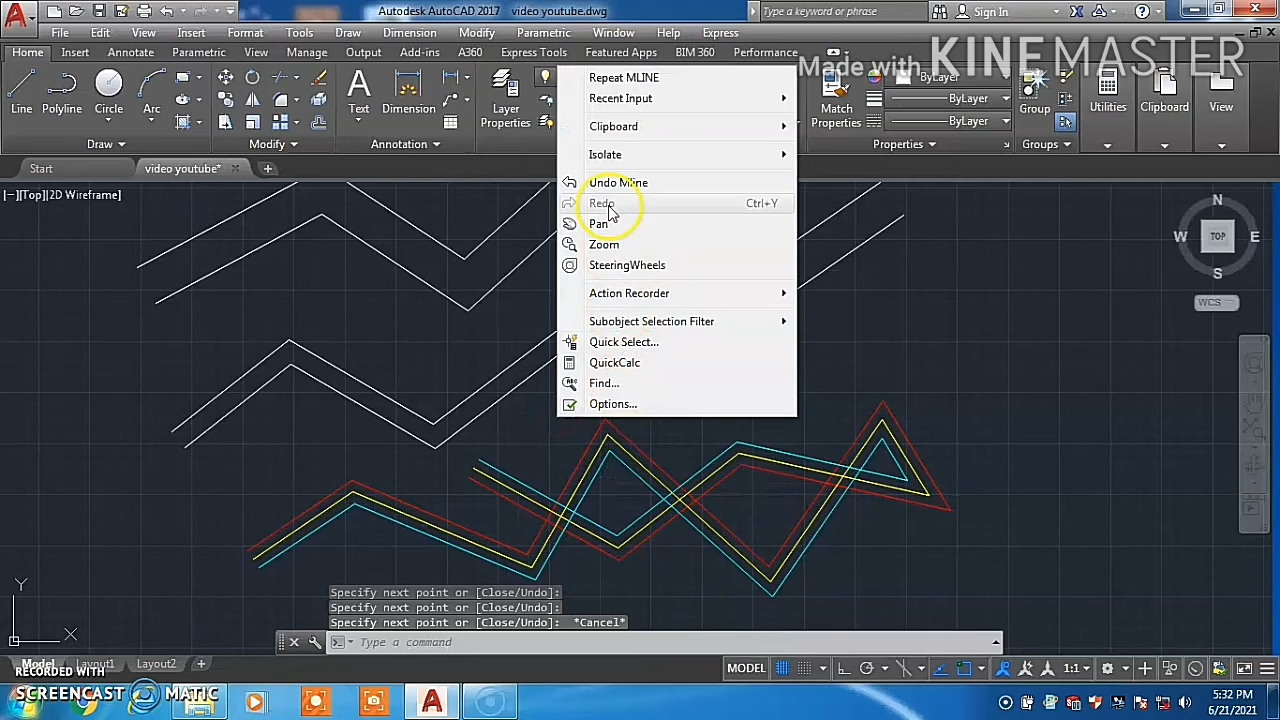 Autodesk AutoCAD 2017 video youtube.dwg
Type a keyword or phrase
Sign In
File Edit View Insert Format Tools Draw Dimension Modify Parametric Window Help Express
Home Insert Annotate Parametric View Manage Output Add-ins A360 Express Tools Featured Apps BIM 360 Performance
Made with KINEMASTER
Line Polyline Circle Arc Text Dimension Layer Properties Match Properties Group Utilities Clipboard View
ByLayer
ByLayer
ByLayer
Draw Modify Annotation Properties Groups
Start video youtube*
[−][Top][2D Wireframe]
Repeat MLINE
Recent Input
Clipboard
Isolate
Undo Mline
Redo Ctrl+Y
Pan
Zoom
SteeringWheels
Action Recorder
Subobject Selection Filter
Quick Select...
QuickCalc
Find...
Options...
N
W TOP E
S
WCS
Y
X
Specify next point or [Close/Undo]:
Specify next point or [Close/Undo]:
Specify next point or [Close/Undo]: *Cancel*
Type a command
Model Layout1 Layout2
MODEL 1:1
RECORDED WITH
SCREENCAST MATIC
5:32 PM
6/21/2021